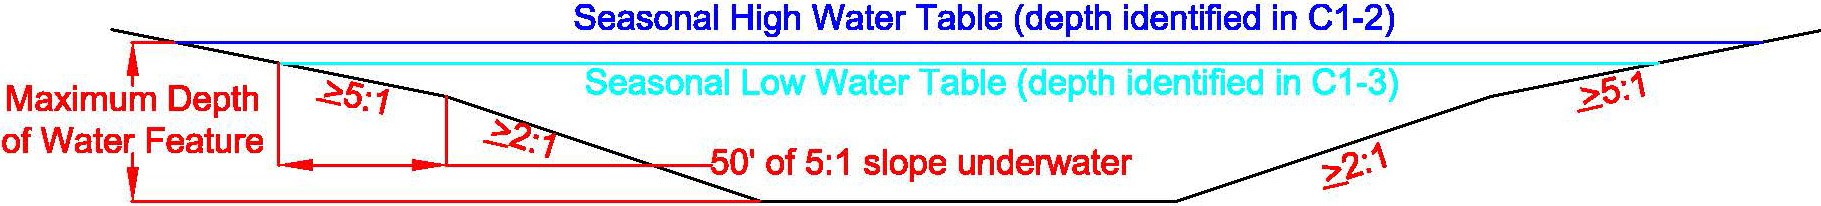 Seasonal High Water Table (depth identified in C1-2)
Seasonal Low Water Table (depth identified in C1-3)
Maximum Depth
of Water Feature
≥5:1
≥2:1
50' of 5:1 slope underwater
≥2:1
≥5:1